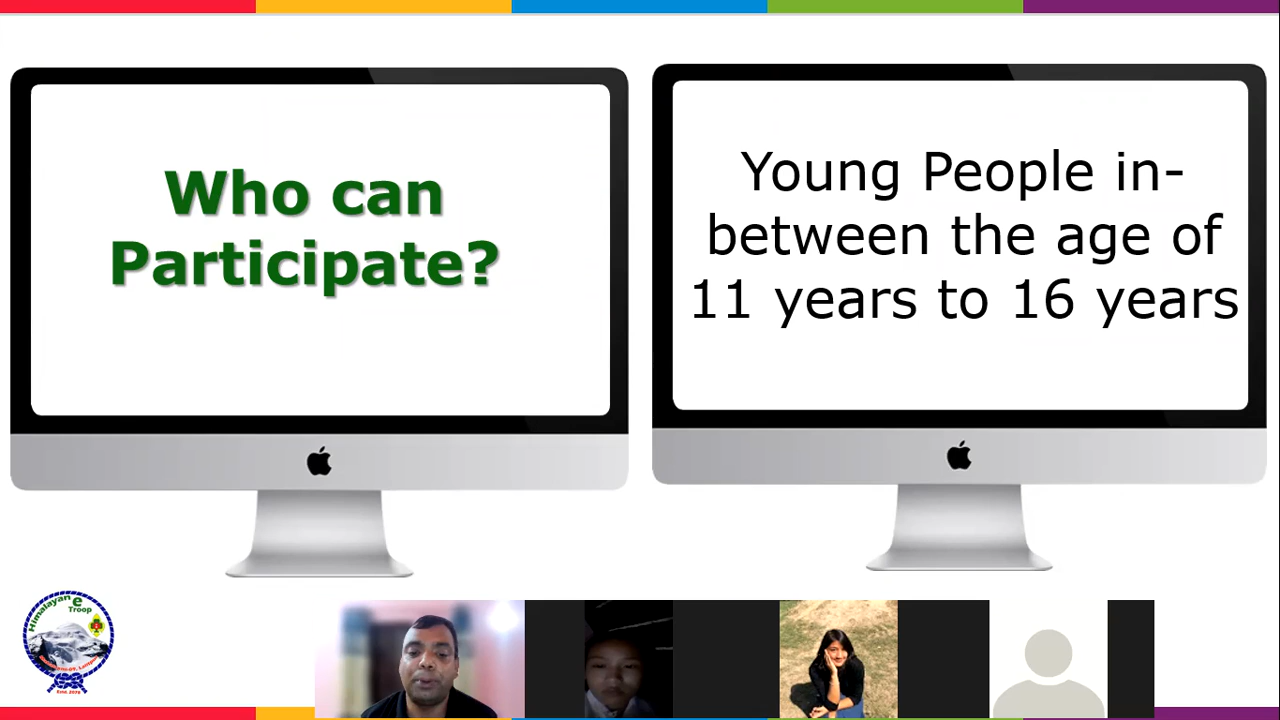 Who can
Participate?
Young People in-
between the age of
11 years to 16 years
Himalayan e
Troop